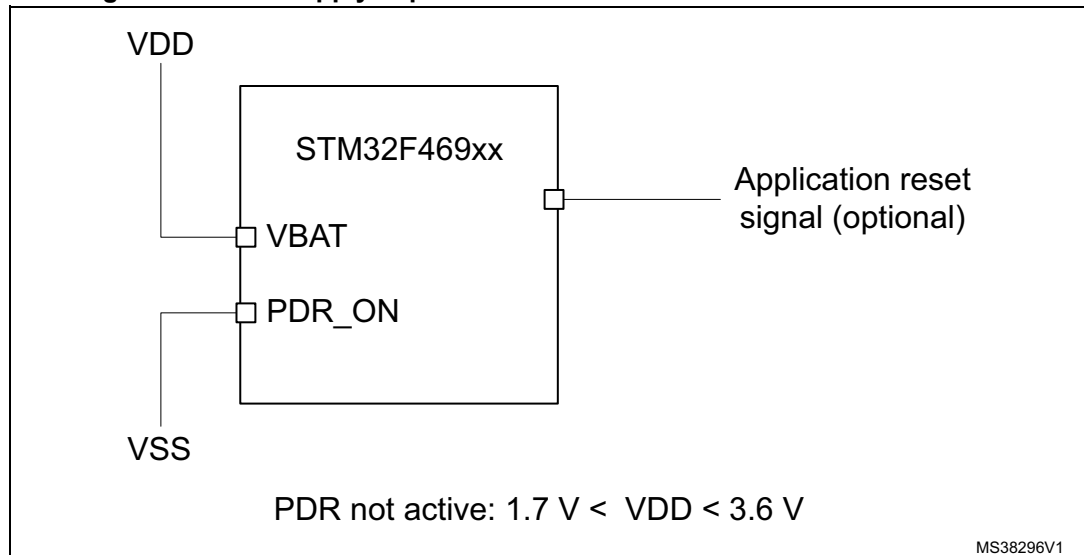 VDD
STM32F469xx
Application reset
signal (optional)
VBAT
PDR_ON
VSS
PDR not active: 1.7 V < VDD < 3.6 V
MS38296V1